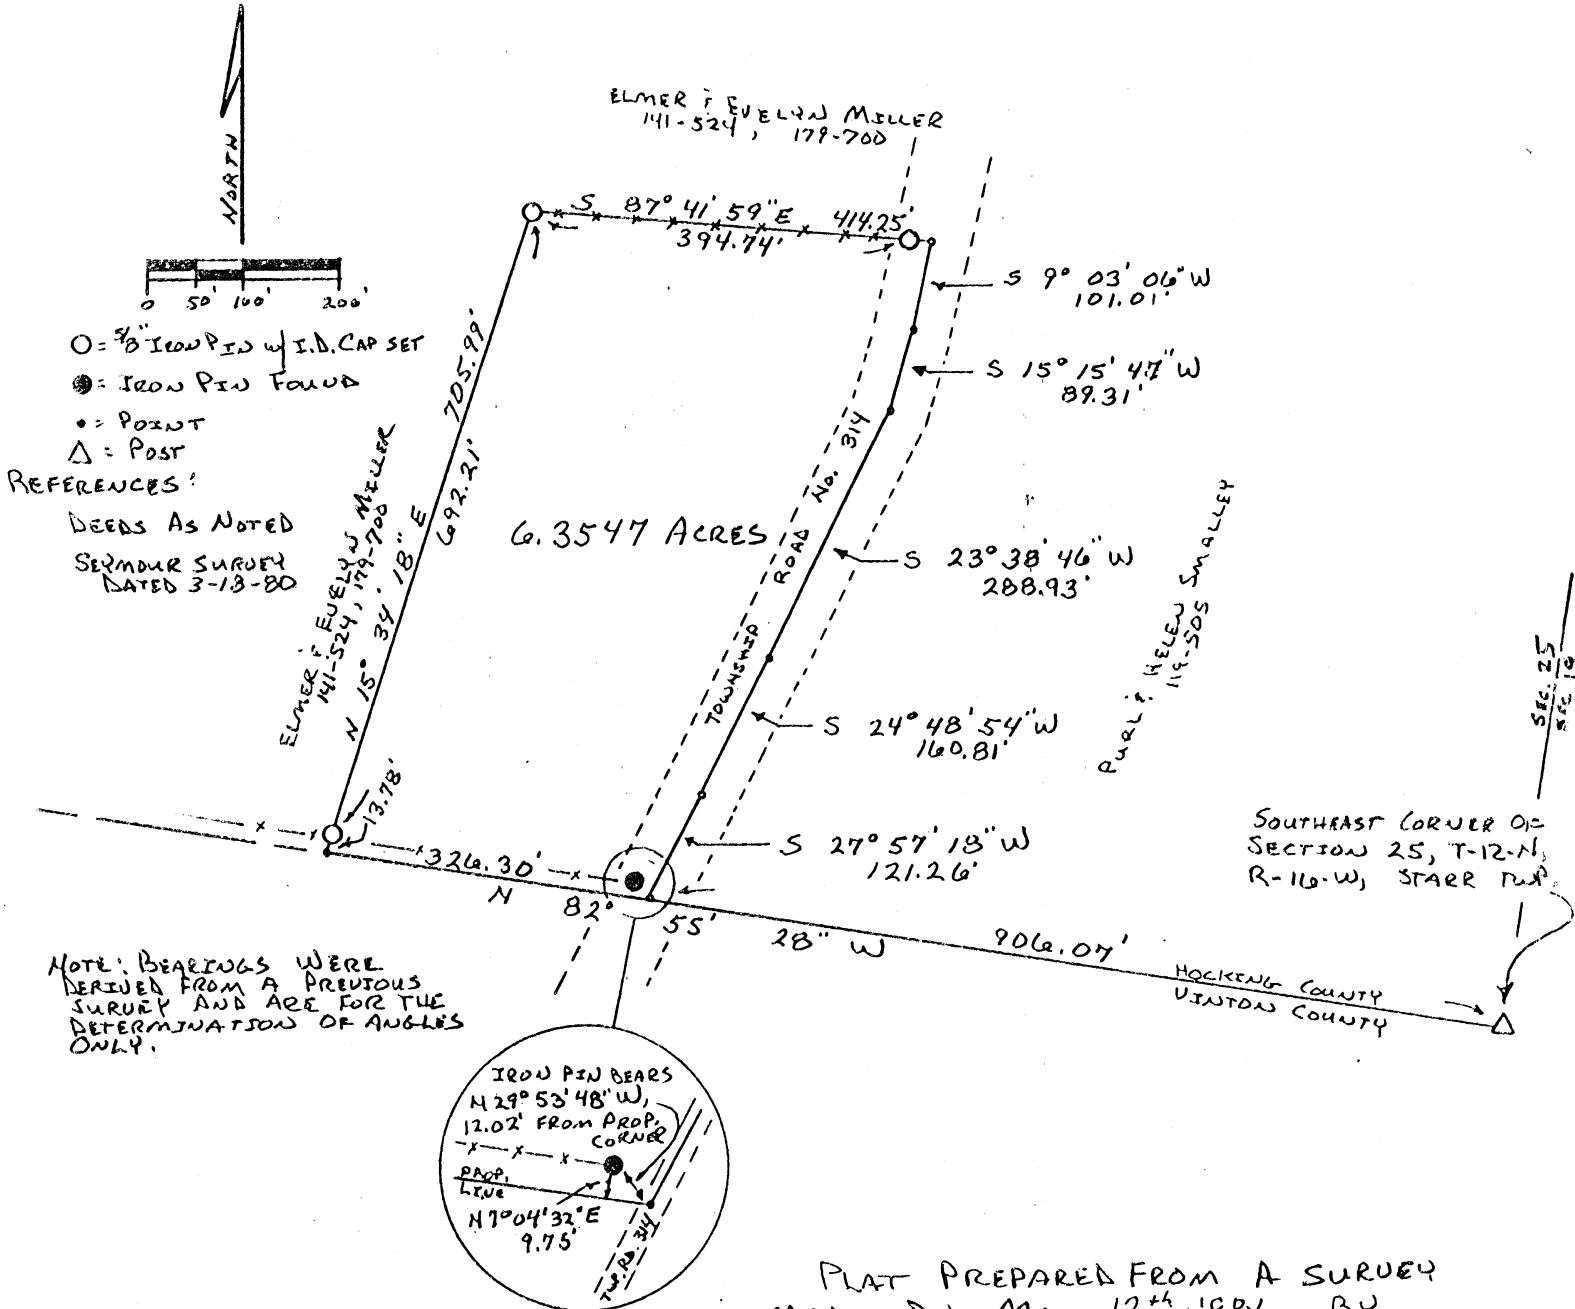 NORTH
ELMER & EVELYN MILLER
141-524, 179-700
S 87° 41' 59" E 414.25'
394.74'
0 50' 100' 200'
S 9° 03' 06" W
101.01'
○ = 5/8" IRON PIN w/ I.D. CAP SET
● = IRON PIN FOUND
• = POINT
△ = POST
S 15° 15' 47" W
89.31'
REFERENCES:
DEEDS AS NOTED
SEYMOUR SURVEY
DATED 3-13-80
ELMER & EVELYN MILLER
141-524, 179-700
N 15° 34' 18" E
705.99'
692.21'
6.3547 ACRES
TOWNSHIP ROAD No. 314
S 23° 38' 46" W
288.93'
PURL & HELEN SMALLEY
S 24° 48' 54" W
160.81'
SEC. 25
13.78'
S 27° 57' 18" W
121.26'
SOUTHEAST CORNER OF
SECTION 25, T-12-N,
R-16-W, STARR TWP.
326.30'
N 82° 55' 28" W
906.07'
HOCKING COUNTY
VINTON COUNTY
NOTE: BEARINGS WERE
DERIVED FROM A PREVIOUS
SURVEY AND ARE FOR THE
DETERMINATION OF ANGLES
ONLY.
IRON PIN BEARS
N 29° 53' 48" W,
12.02' FROM PROP.
CORNER
PROP.
LINE
N 7° 04' 32" E
9.75'
TWP. RD. 314
PLAT PREPARED FROM A SURVEY